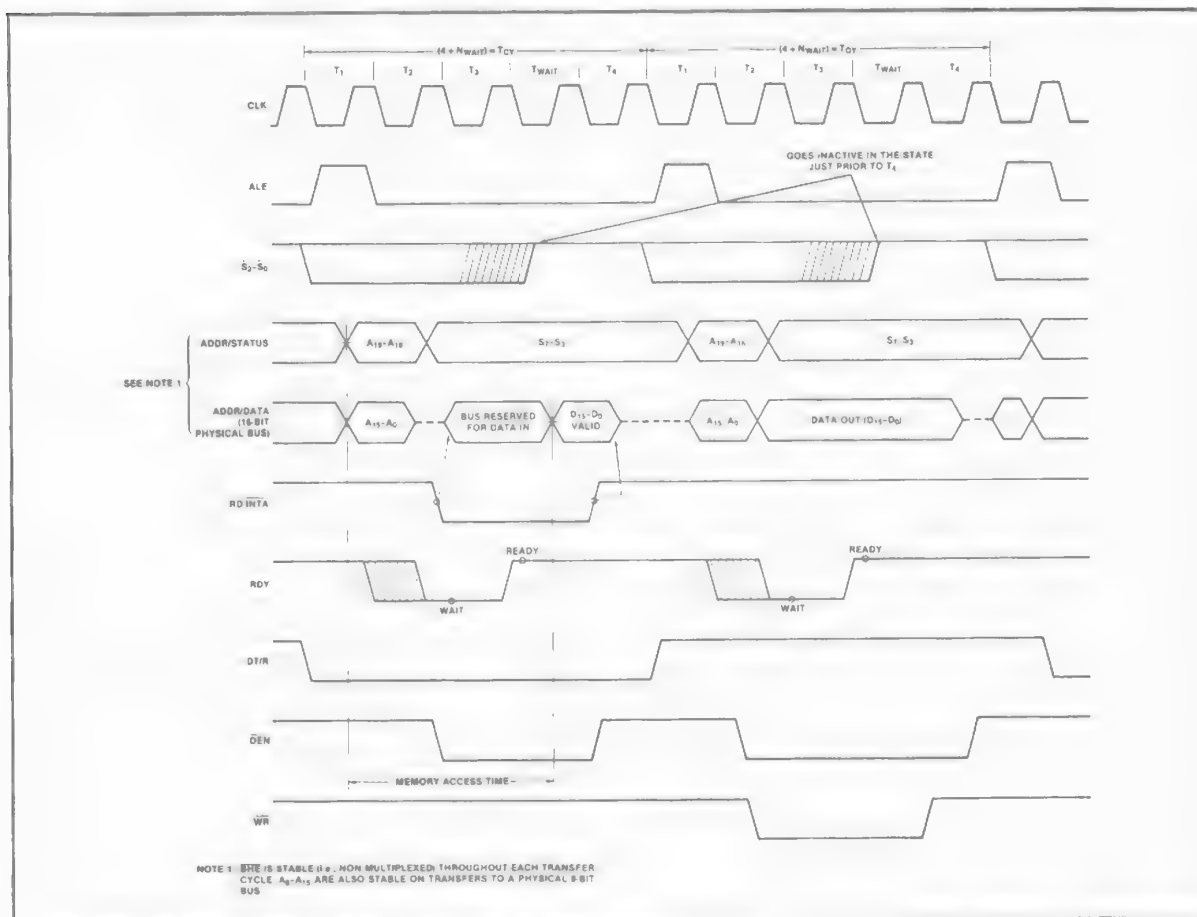 (4 + NWAIT) = TCY (4 + NWAIT) = TCY
T1 T2 T3 TWAIT T4 T1 T2 T3 TWAIT T4
CLK
GOES INACTIVE IN THE STATE
JUST PRIOR TO T4
ALE
S̅2-S̅0
ADDR/STATUS A19-A16 S7-S3 A19-A16 S7-S3
SEE NOTE 1
ADDR/DATA
(16-BIT
PHYSICAL BUS)
A15-A0 BUS RESERVED
FOR DATA IN
D15-D0
VALID
A15-A0 DATA OUT (D15-D0)
RD INTA
READY READY
RDY
WAIT WAIT
DT/R
DEN
MEMORY ACCESS TIME
WR
NOTE 1 BHE IS STABLE (i.e., NON MULTIPLEXED) THROUGHOUT EACH TRANSFER
CYCLE A8-A15 ARE ALSO STABLE ON TRANSFERS TO A PHYSICAL 8-BIT
BUS